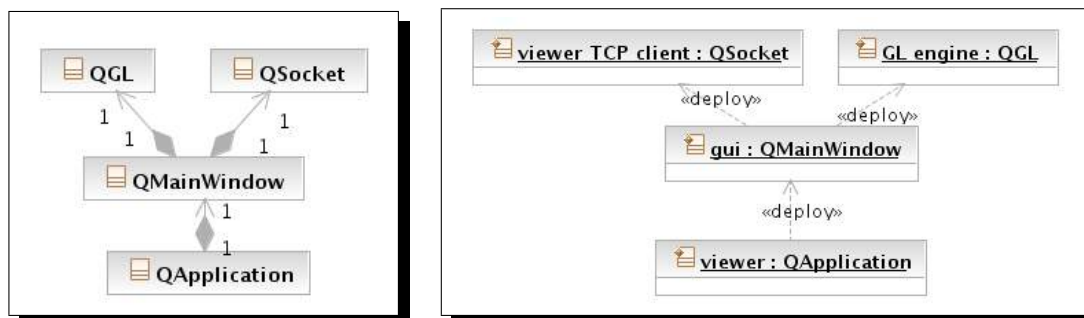 QGL
QSocket
1
1
1
1
QMainWindow
1
1
QApplication
viewer TCP client : QSocket
GL engine : QGL
«deploy»
«deploy»
gui : QMainWindow
«deploy»
viewer : QApplication